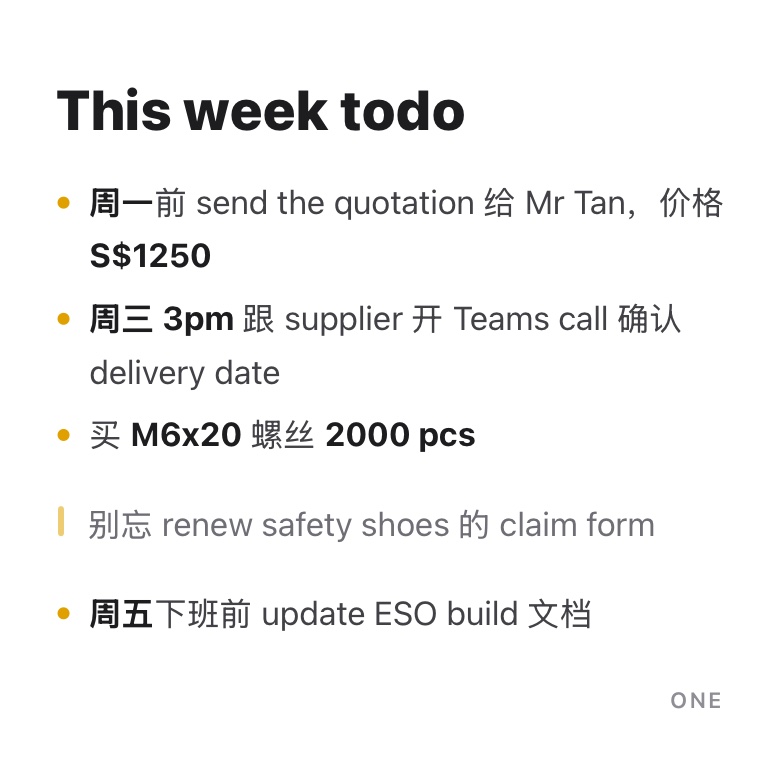 This week todo
周一前 send the quotation 给 Mr Tan，价格
S$1250
周三 3pm 跟 supplier 开 Teams call 确认
delivery date
买 M6x20 螺丝 2000 pcs
别忘 renew safety shoes 的 claim form
周五下班前 update ESO build 文档
ONE